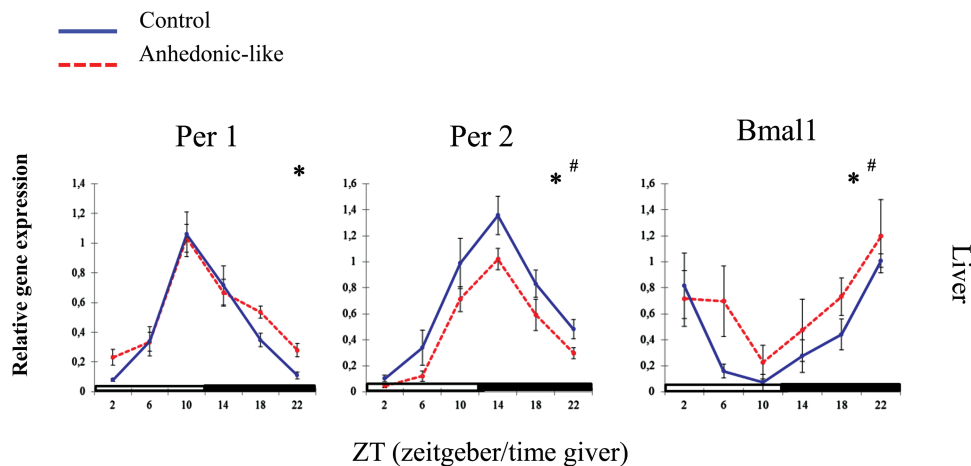 Control
Anhedonic-like
Per 1
Per 2
Bmal1
*
* #
* #
Relative gene expression
1,4
1,2
1
0,8
0,6
0,4
0,2
0
2 6 10 14 18 22
1,6
1,4
1,2
1
0,8
0,6
0,4
0,2
0
2 6 10 14 18 22
1,6
1,4
1,2
1
0,8
0,6
0,4
0,2
0
2 6 10 14 18 22
Liver
ZT (zeitgeber/time giver)